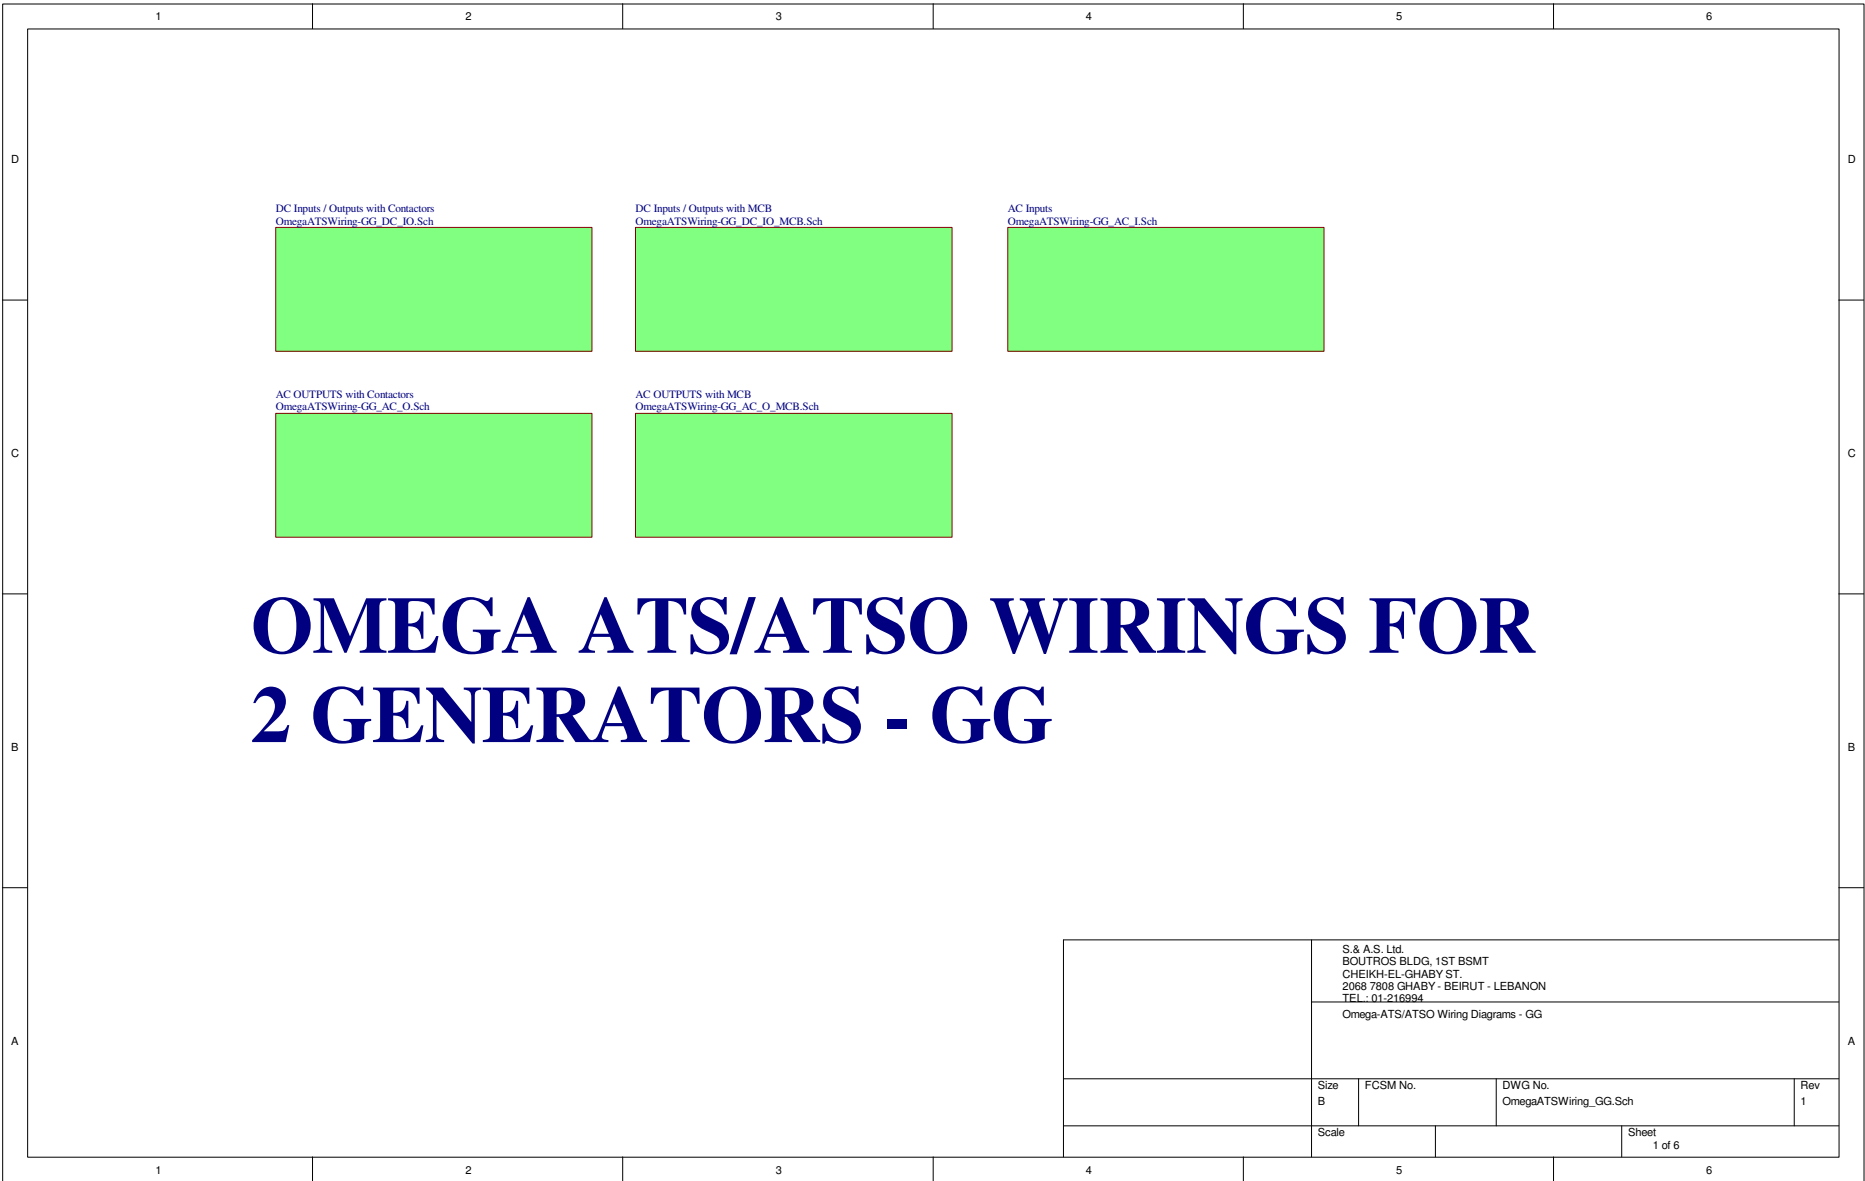 1 2 3 4 5 6
D D
DC Inputs / Outputs with Contactors
OmegaATSWiring-GG_DC_IO.Sch
DC Inputs / Outputs with MCB
OmegaATSWiring-GG_DC_IO_MCB.Sch
AC Inputs
OmegaATSWiring-GG_AC_I.Sch
AC OUTPUTS with Contactors
OmegaATSWiring-GG_AC_O.Sch
AC OUTPUTS with MCB
OmegaATSWiring-GG_AC_O_MCB.Sch
C C
OMEGA ATS/ATSO WIRINGS FOR
2 GENERATORS - GG
B B
S.& A.S. Ltd.
BOUTROS BLDG, 1ST BSMT
CHEIKH-EL-GHABY ST.
2068 7808 GHABY - BEIRUT - LEBANON
TEL.: 01-216994
Omega-ATS/ATSO Wiring Diagrams - GG
A A
Size FCSM No. DWG No. Rev
B OmegaATSWiring_GG.Sch 1
Scale Sheet
1 of 6
1 2 3 4 5 6